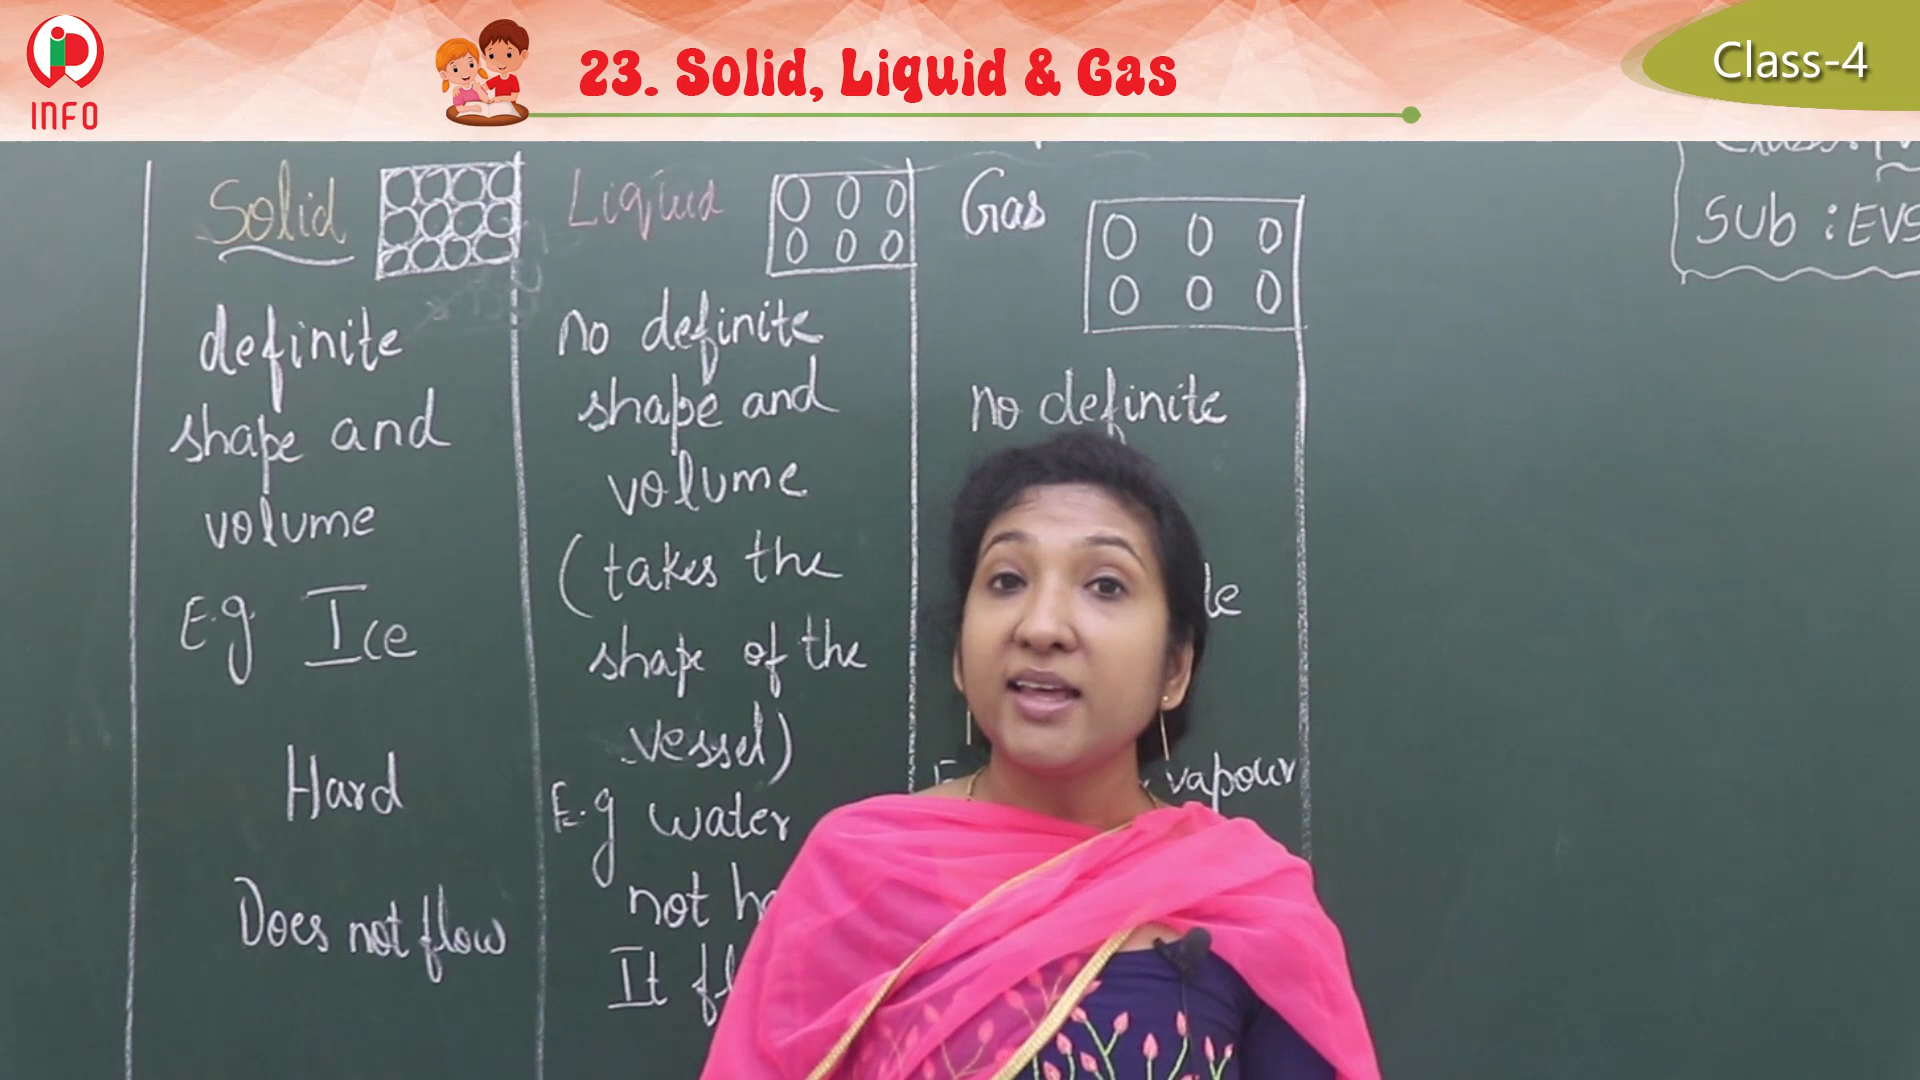 INFO
23. Solid, Liquid & Gas
Class-4
Sub : EVS
Solid
definite
shape and
volume
E.g Ice
Hard
Does not flow
Liquid
no definite
shape and
volume
(takes the
shape of the
vessel)
E.g water
not
It
Gas
no definite
vapour